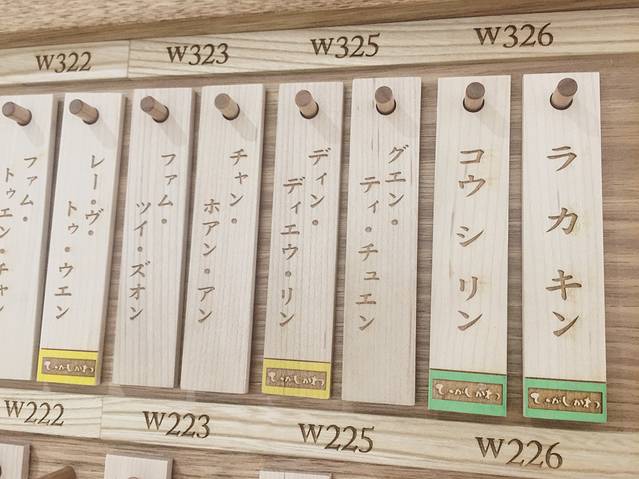 W322
W323
W325
W326
ファム・
トゥエン・チャン
レー・ヴ・
トゥ・ウエン
ファム・
ツイ・ズオン
チャン・
ホアン・アン
ディン・
ディエウ・リン
グエン・
ティ・チュエン
コウシリン
ラカキン
W222
W223
W225
W226